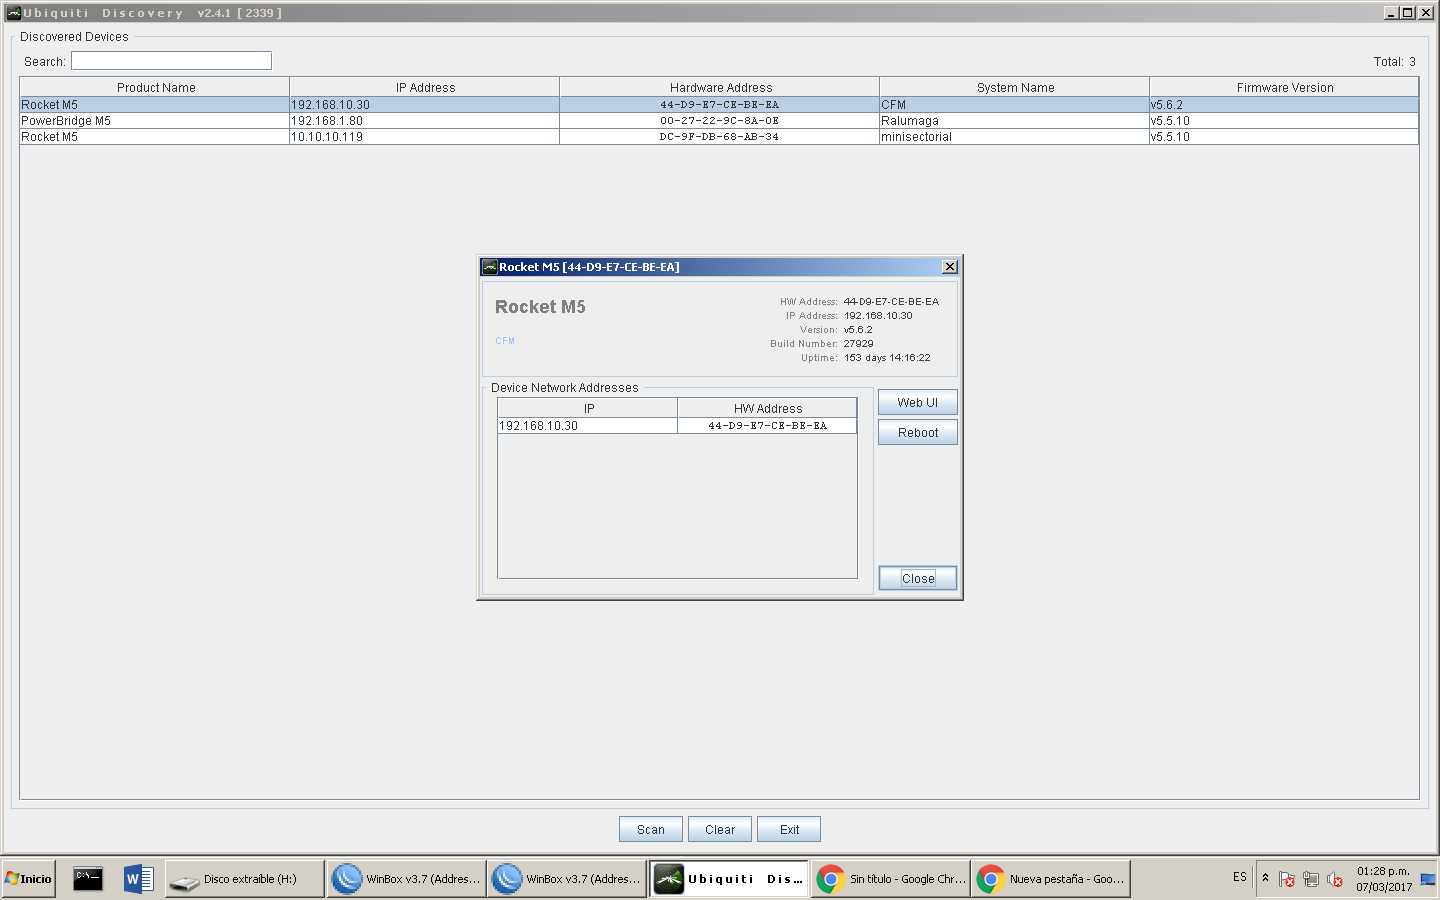 Ubiquiti Discovery v2.4.1 [2339]
Discovered Devices
Search:
Total: 3
Product Name IP Address Hardware Address System Name Firmware Version
Rocket M5 192.168.10.30 44-D9-E7-CE-BE-EA CFM v5.6.2
PowerBridge M5 192.168.1.80 00-27-22-9C-8A-0E Ralumaga v5.5.10
Rocket M5 10.10.10.119 DC-9F-DB-68-AB-34 minisectorial v5.5.10
Rocket M5 [44-D9-E7-CE-BE-EA]
Rocket M5
CFM
HW Address: 44-D9-E7-CE-BE-EA
IP Address: 192.168.10.30
Version: v5.6.2
Build Number: 27929
Uptime: 153 days 14:16:22
Device Network Addresses
IP HW Address
192.168.10.30 44-D9-E7-CE-BE-EA
Web UI
Reboot
Close
Scan Clear Exit
Inicio
C:\_
W
Disco extraíble (H:)
WinBox v3.7 (Addres...
WinBox v3.7 (Addres...
Ubiquiti Dis...
Sin título - Google Chr...
Nueva pestaña - Goo...
ES
01:28 p.m.
07/03/2017